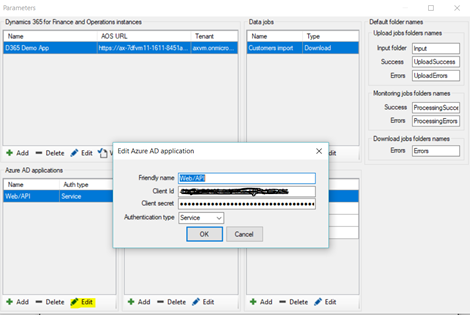 Parameters
Dynamics 365 for Finance and Operations instances
Name AOS URL Tenant
D365 Demo App https://ax-7dfvm11-1611-8451a... axvm.onmicro...
Add Delete Edit
Data jobs
Name Type
Customers import Download
Default folder names
Upload jobs folders names
Input folder Input
Success UploadSuccess
Errors UploadErrors
Monitoring jobs folders names
Success ProcessingSucce
Errors ProcessingErrors
Download jobs folders names
Errors Errors
Edit
Azure AD applications
Name Auth type
Web/API Service
Add Delete Edit
Add Delete Edit
Add Delete Edit
Edit Azure AD application
Friendly name Web/API
Client Id
Client secret
Authentication type Service
OK Cancel